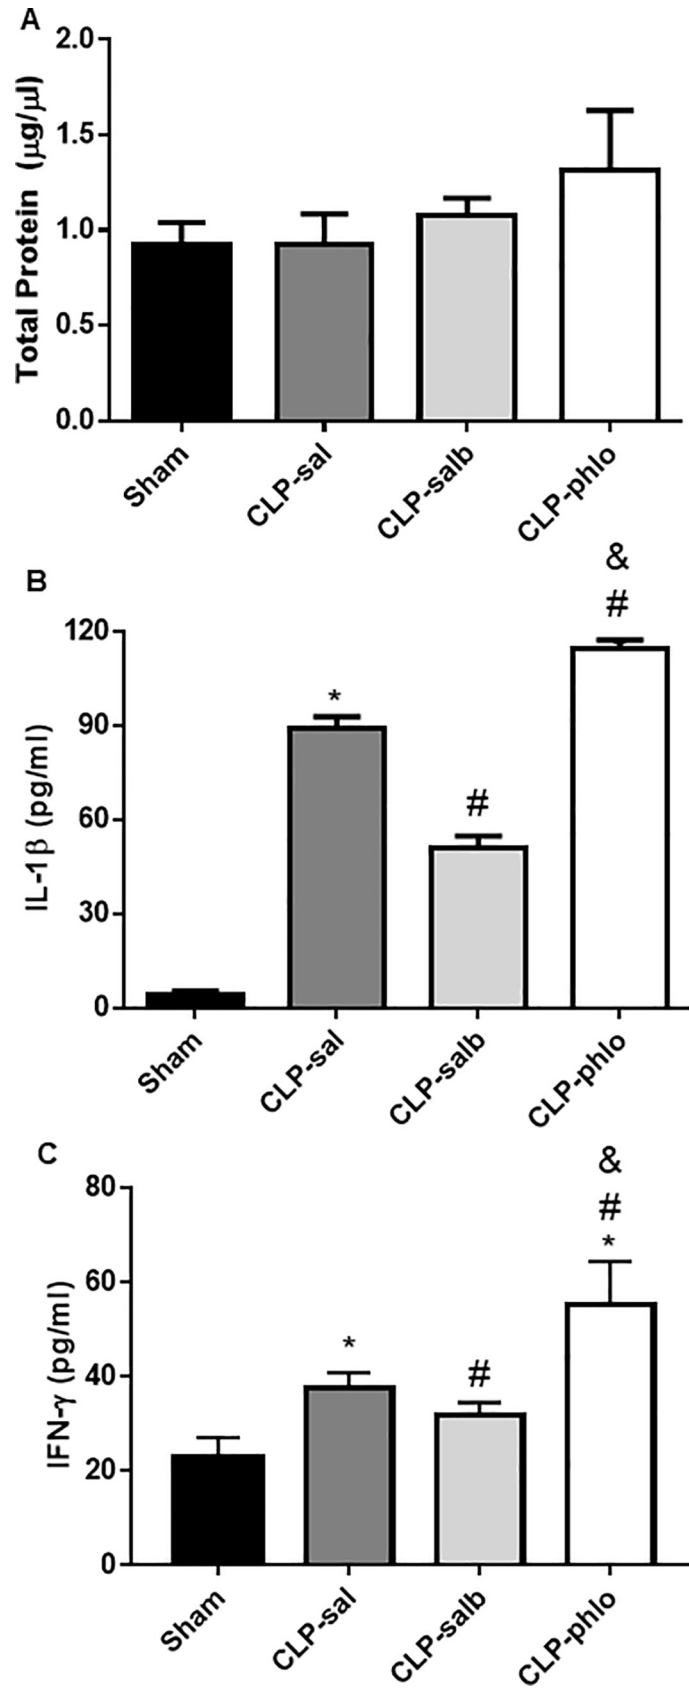 A
Total Protein (μg/μl)
2.0
1.5
1.0
0.5
0.0
Sham
CLP-sal
CLP-salb
CLP-phlo
B
IL-1β (pg/ml)
120
90
60
30
0
*
#
&
#
Sham
CLP-sal
CLP-salb
CLP-phlo
C
IFN-γ (pg/ml)
80
60
40
20
0
*
#
&
#
*
Sham
CLP-sal
CLP-salb
CLP-phlo